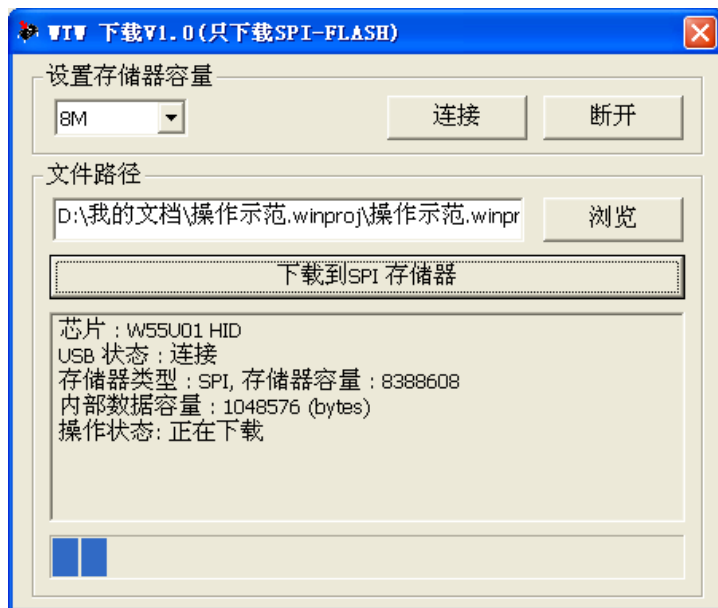 WTW 下载V1.0(只下载SPI-FLASH)
设置存储器容量
8M 连接 断开
文件路径
D:\我的文档\操作示范.winproj\操作示范.winpr 浏览
下载到SPI 存储器
芯片 : W55U01 HID
USB 状态 : 连接
存储器类型 : SPI, 存储器容量 : 8388608
内部数据容量 : 1048576 (bytes)
操作状态: 正在下载